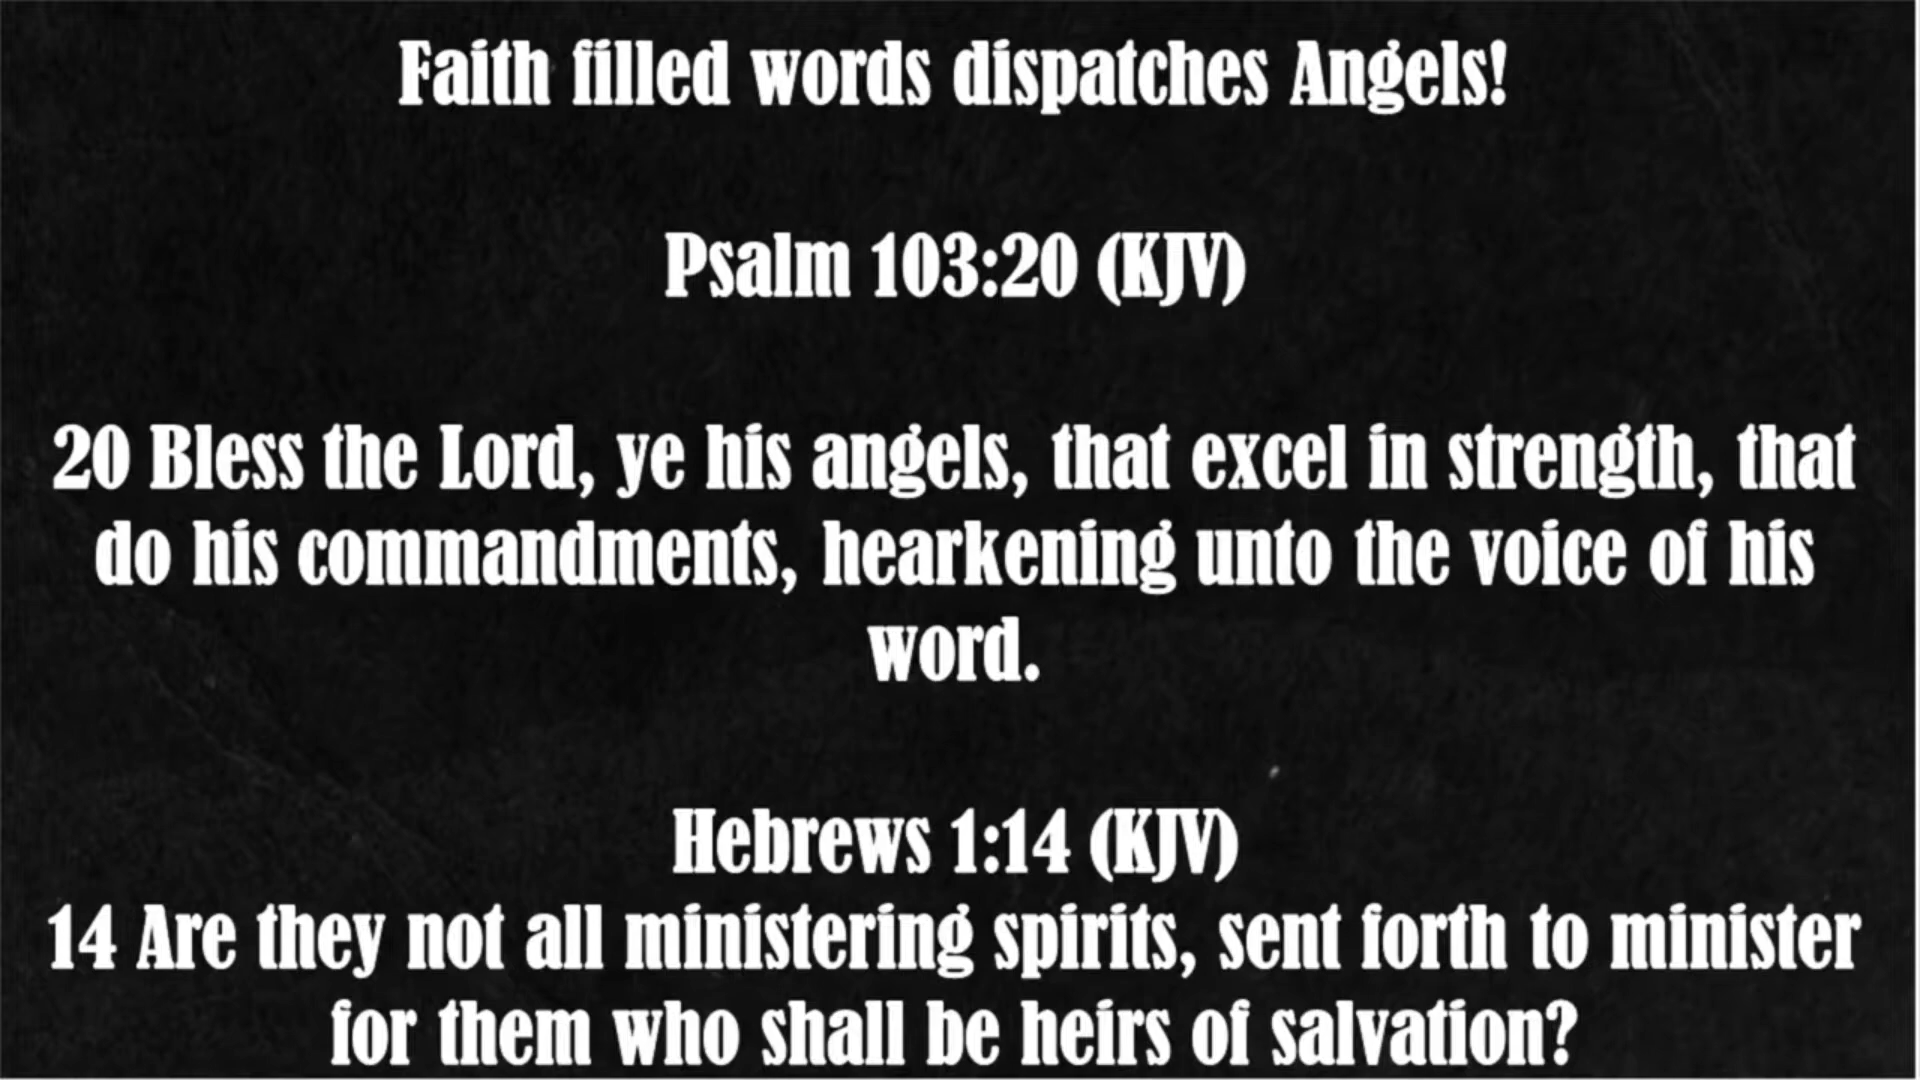 Faith filled words dispatches Angels!
Psalm 103:20 (KJV)
20 Bless the Lord, ye his angels, that excel in strength, that
do his commandments, hearkening unto the voice of his
word.
Hebrews 1:14 (KJV)
14 Are they not all ministering spirits, sent forth to minister
for them who shall be heirs of salvation?